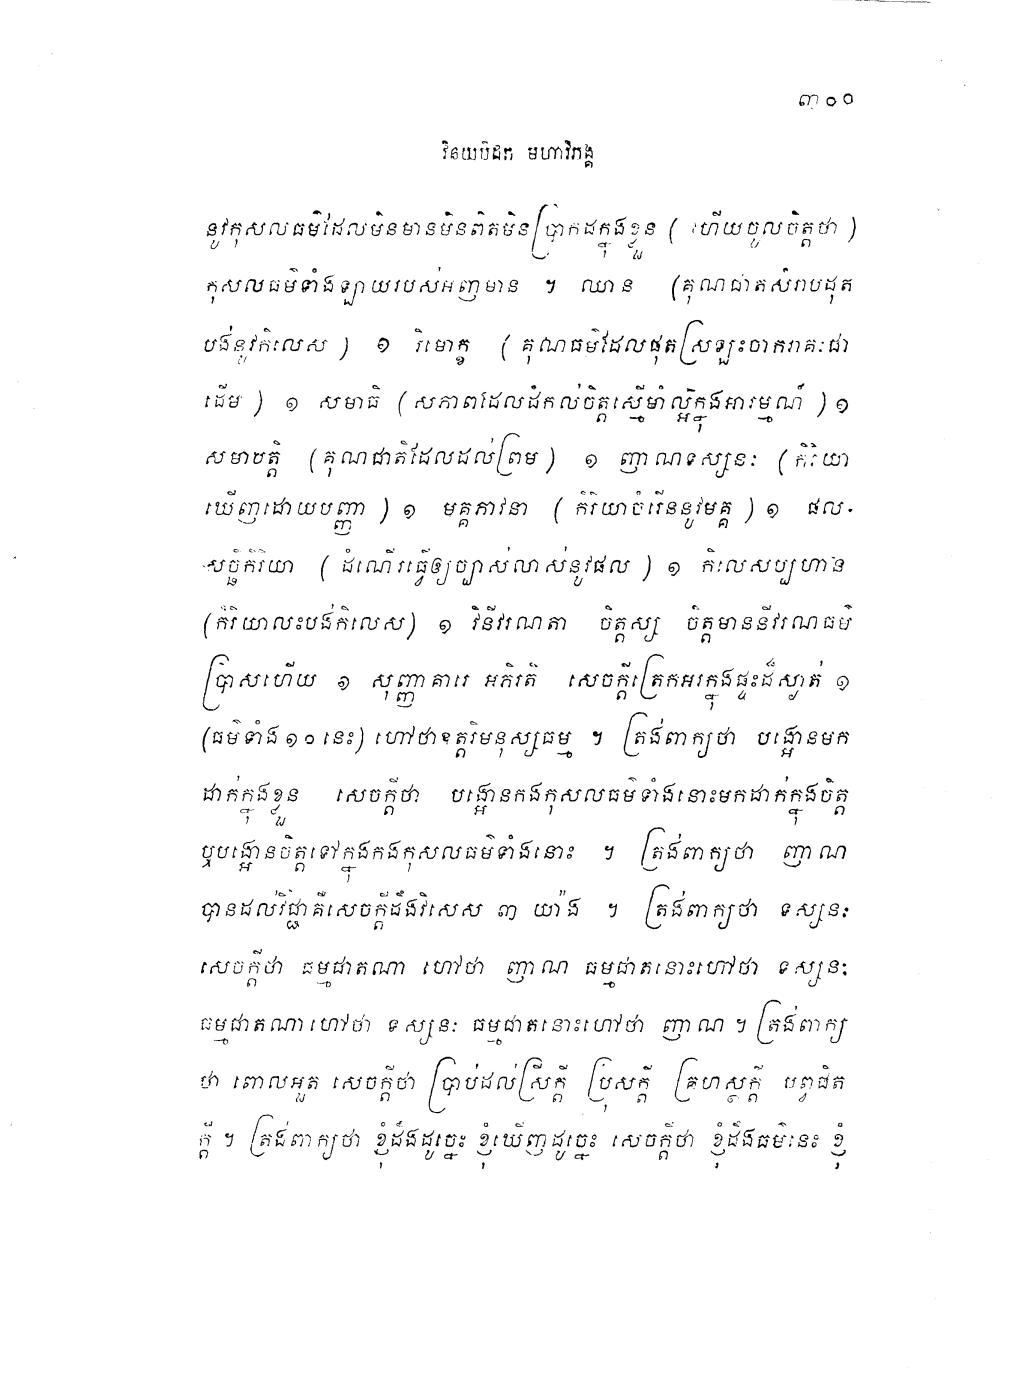 ៣០០
វិនយបិដក មហាវិភង្គ
នូវកុសលធម៌ដែលមិនមានមិនពិតមិនប្រាកដក្នុងខ្លួន ( ហើយចូលចិត្តថា )
កុសលធម៌ទាំងឡាយរបស់អញមាន ។ ឈាន (គុណជាតសំរាបដុត
បង់នូវកិលេស ) ១ វិមោក្ខ ( គុណធម៌ដែលផុតស្រឡះចាករាគៈជា
ដើម ) ១ សមាធិ ( សភាពដែលដំកល់ចិត្តស្មើមាំល្អក្នុងអារម្មណ៍ ) ១
សមាបត្តិ (គុណជាតិដែលដល់ព្រម ) ១ ញាណទស្សនៈ ( កិរិយា
ឃើញដោយបញ្ញា ) ១ មគ្គភាវនា ( កិរិយាចំរើននូវមគ្គ ) ១ ផល-
សច្ឆិកិរិយា ( ដំណើរធ្វើឲ្យច្បាស់លាស់នូវផល ) ១ កិលេសប្បហាន
(កិរិយាលះបង់កិលេស) ១ វិនីវរណតា ចិត្តស្ស ចិត្តមាននីវរណធម៌
ប្រាសហើយ ១ សុញ្ញាគារេ អភិរតិ សេចក្តីត្រេកអរក្នុងផ្ទះដ៏ស្ងាត់ ១
(ធម៌ទាំង១០នេះ) ហៅថាឧត្តរិមនុស្សធម្ម ។ ត្រង់ពាក្យថា បង្អោនមក
ដាក់ក្នុងខ្លួន សេចក្តីថា បង្អោនកងកុសលធម៌ទាំងនោះមកដាក់ក្នុងចិត្ត
ឬបង្អោនចិត្តទៅក្នុងកងកុសលធម៌ទាំងនោះ ។ ត្រង់ពាក្យថា ញាណ
បានដល់វិជ្ជាគឺសេចក្តីដឹងវិសេស ៣ យ៉ាង ។ ត្រង់ពាក្យថា ទស្សនៈ
សេចក្តីថា ធម្មជាតណា ហៅថា ញាណ ធម្មជាតនោះហៅថា ទស្សនៈ
ធម្មជាតណាហៅថា ទស្សនៈ ធម្មជាតនោះហៅថា ញាណ ។ ត្រង់ពាក្យ
ថា ពោលអួត សេចក្តីថា ប្រាប់ដល់ស្រីក្តី ប្រុសក្តី គ្រហស្ថក្តី បព្វជិត
ក្តី ។ ត្រង់ពាក្យថា ខ្ញុំដឹងដូច្នេះ ខ្ញុំឃើញដូច្នេះ សេចក្តីថា ខ្ញុំដឹងធម៌នេះ ខ្ញុំ